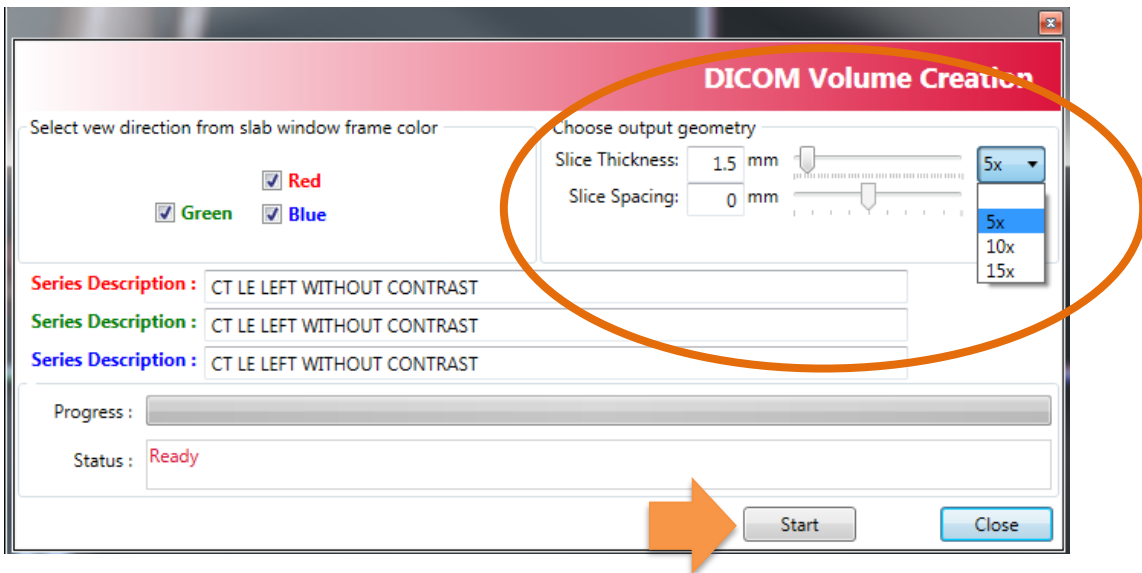 DICOM Volume Creation
Select vew direction from slab window frame color
Red
Green
Blue
Choose output geometry
Slice Thickness: 1.5 mm
5x
Slice Spacing: 0 mm
5x
10x
15x
Series Description : CT LE LEFT WITHOUT CONTRAST
Series Description : CT LE LEFT WITHOUT CONTRAST
Series Description : CT LE LEFT WITHOUT CONTRAST
Progress :
Status : Ready
Start
Close